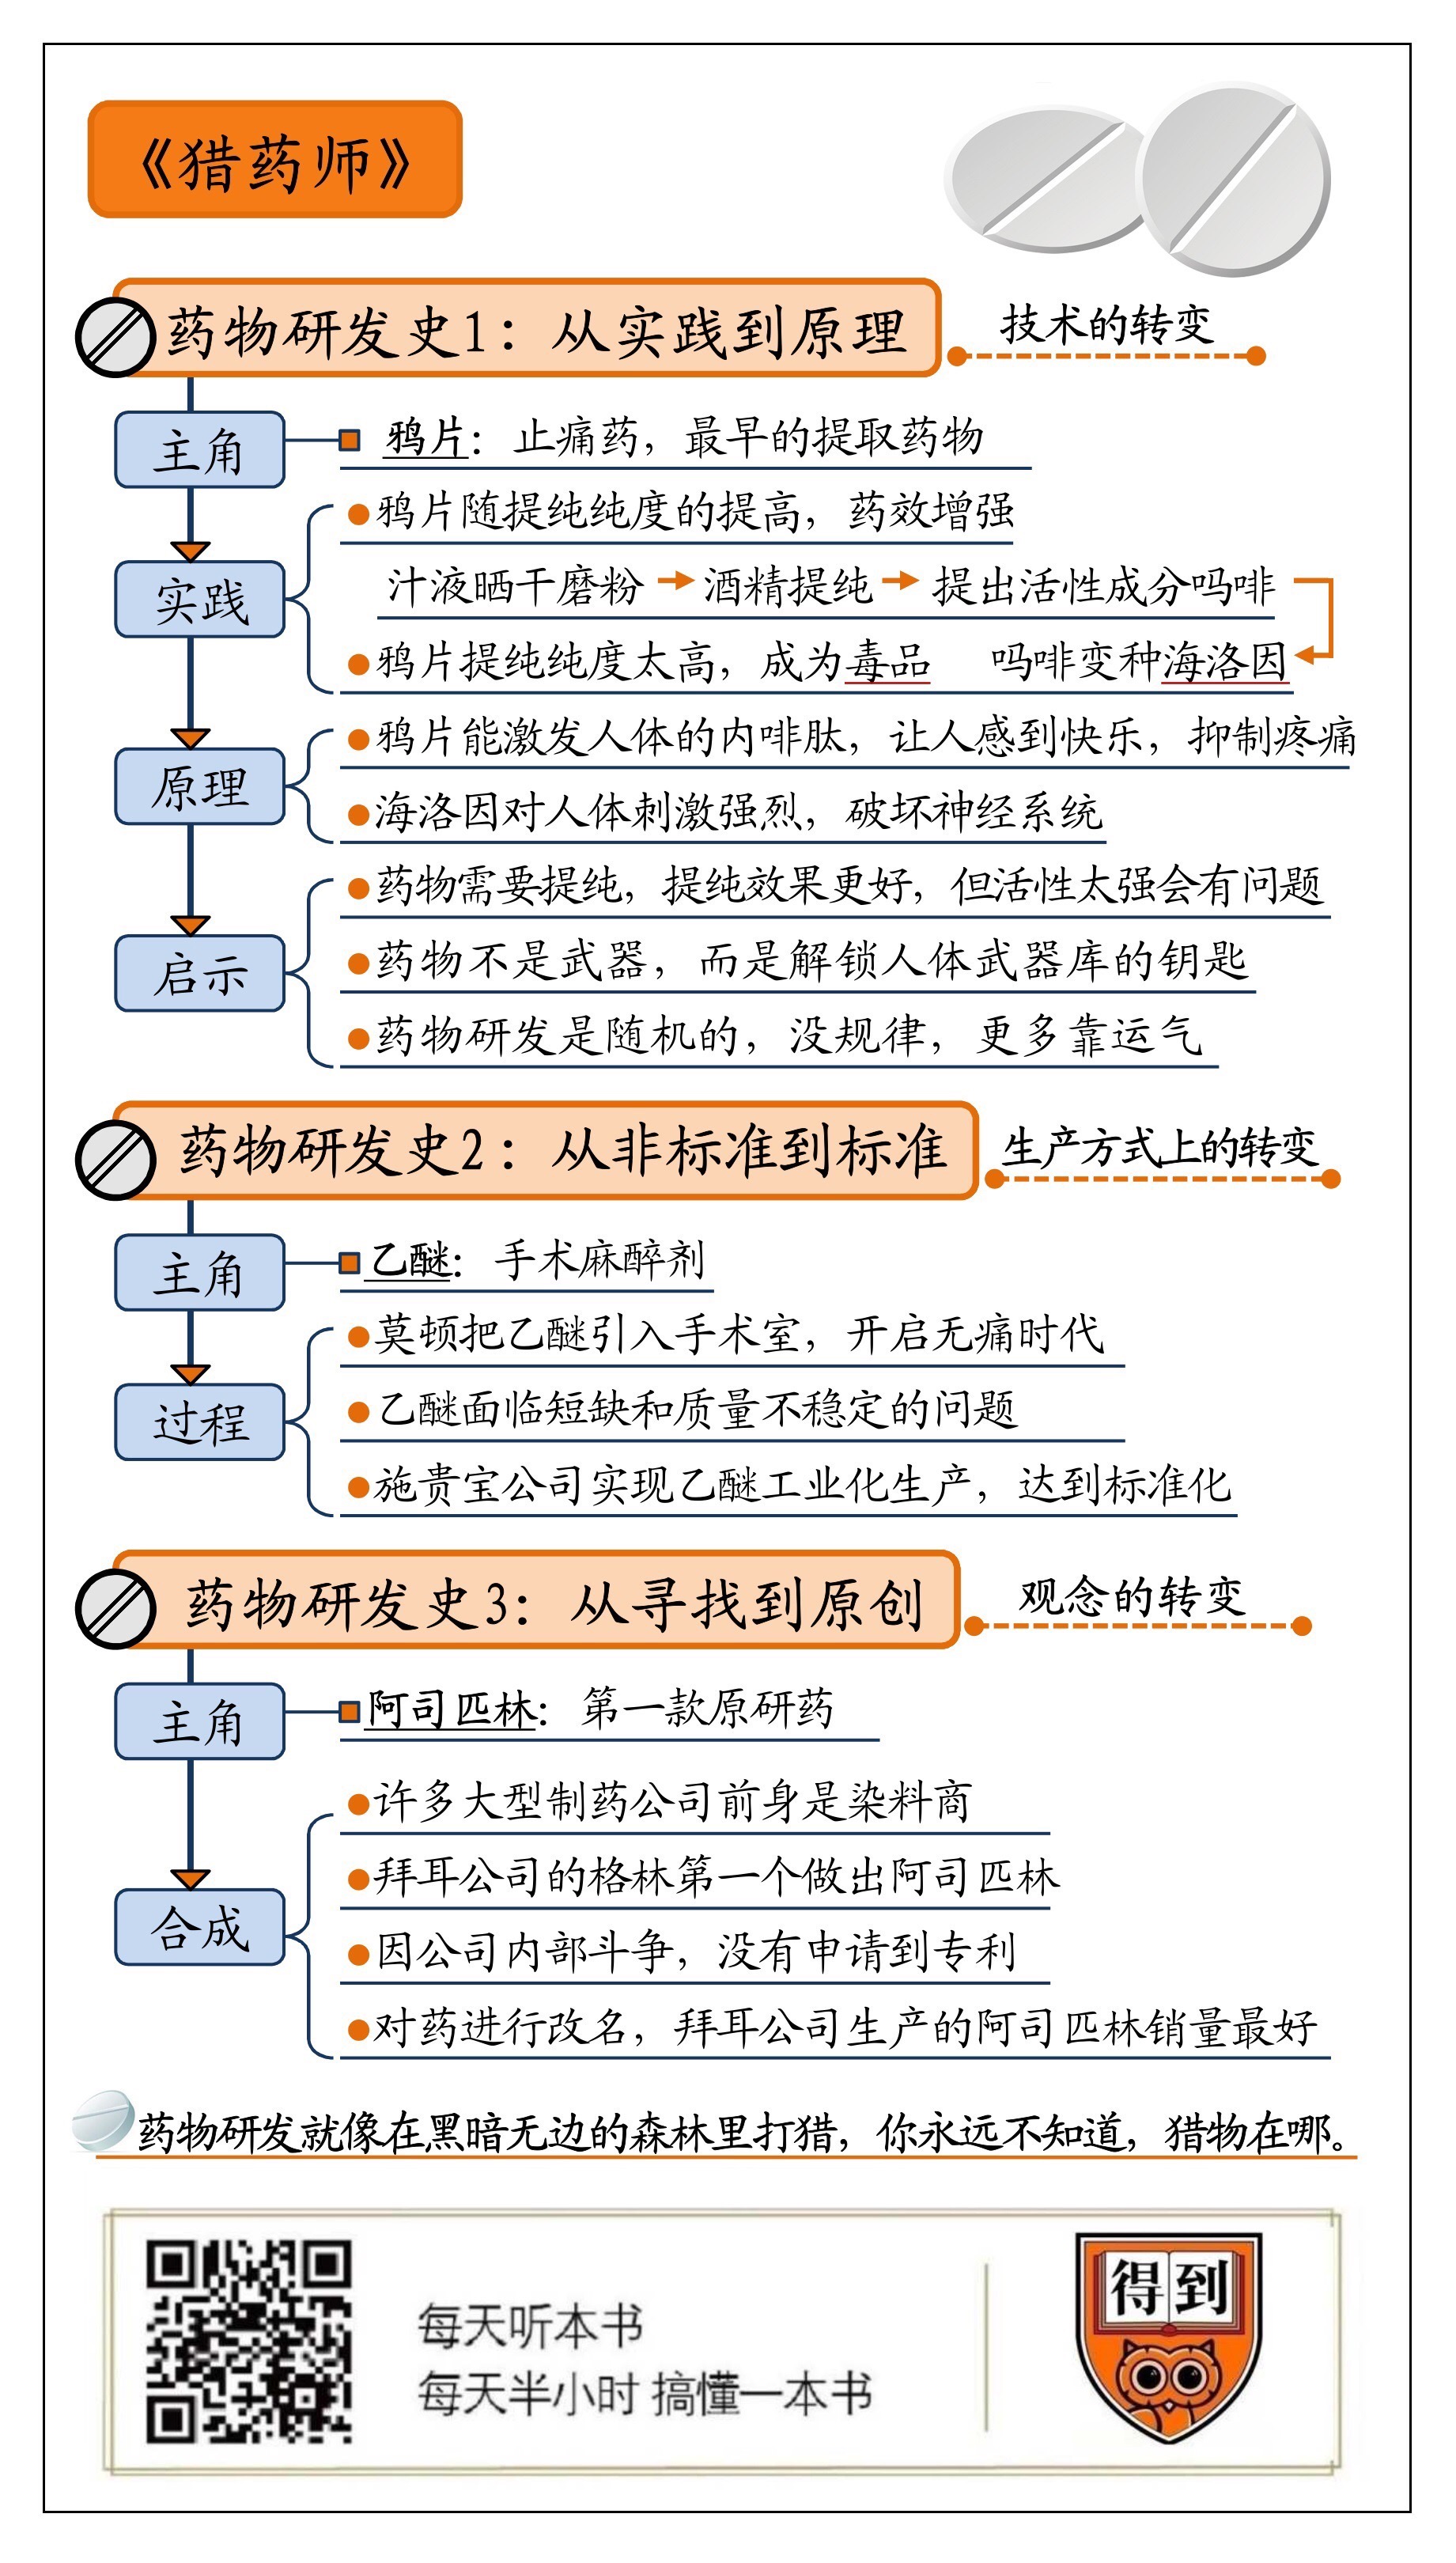 《猎药师》
药物研发史1：从实践到原理
技术的转变
主角
鸦片：止痛药，最早的提取药物
实践
鸦片随提纯纯度的提高，药效增强
汁液晒干磨粉 酒精提纯 提出活性成分吗啡
鸦片提纯纯度太高，成为毒品 吗啡变种海洛因
原理
鸦片能激发人体的内啡肽，让人感到快乐，抑制疼痛
海洛因对人体刺激强烈，破坏神经系统
启示
药物需要提纯，提纯效果更好，但活性太强会有问题
药物不是武器，而是解锁人体武器库的钥匙
药物研发是随机的，没规律，更多靠运气
药物研发史2：从非标准到标准
生产方式上的转变
主角
乙醚：手术麻醉剂
过程
莫顿把乙醚引入手术室，开启无痛时代
乙醚面临短缺和质量不稳定的问题
施贵宝公司实现乙醚工业化生产，达到标准化
药物研发史3：从寻找到原创
观念的转变
主角
阿司匹林：第一款原研药
合成
许多大型制药公司前身是染料商
拜耳公司的格林第一个做出阿司匹林
因公司内部斗争，没有申请到专利
对药进行改名，拜耳公司生产的阿司匹林销量最好
药物研发就像在黑暗无边的森林里打猎，你永远不知道，猎物在哪。
每天听本书
每天半小时 搞懂一本书
得到